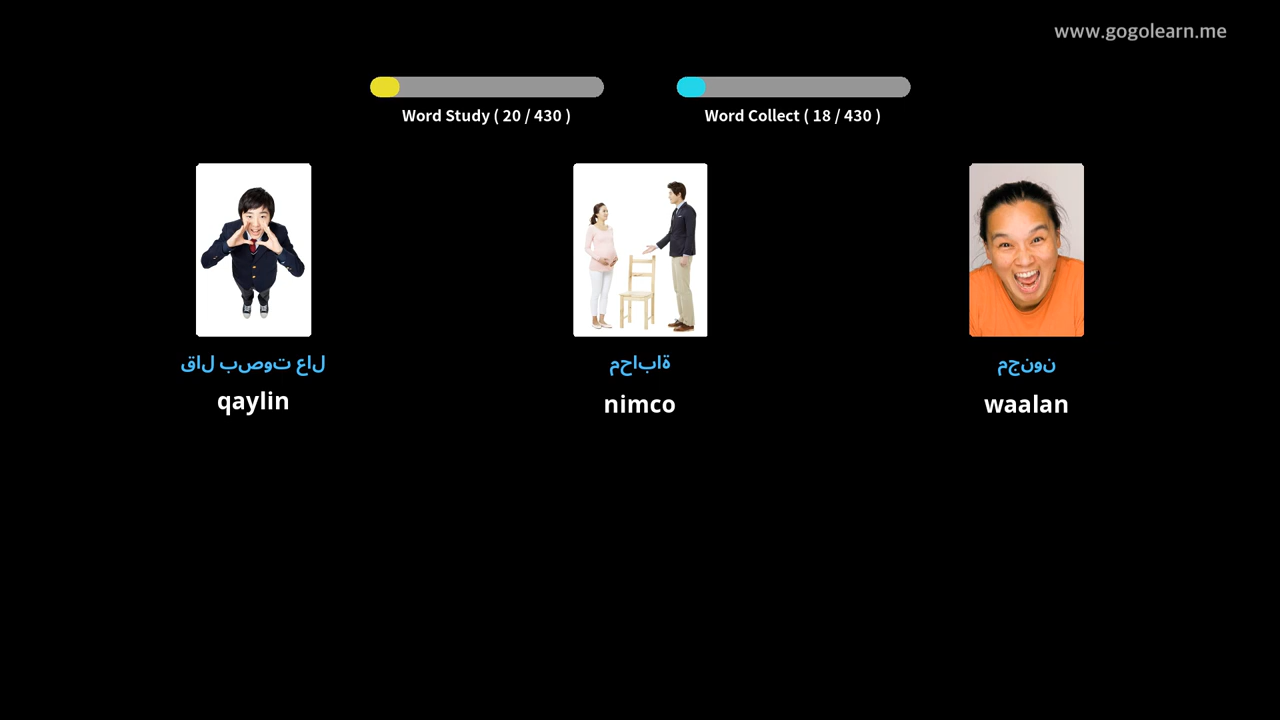 www.gogolearn.me
Word Study ( 20 / 430 )
Word Collect ( 18 / 430 )
قال بصوت عال
محاباة
مجنون
qaylin
nimco
waalan